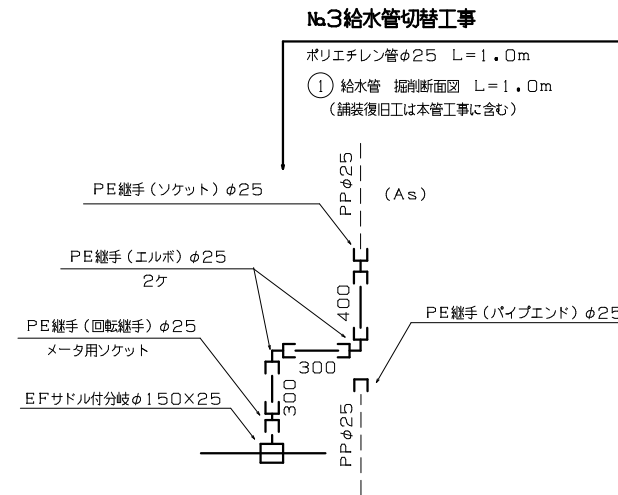 №3給水管切替工事
ポリエチレン管φ25 L=1.0m
① 給水管 掘削断面図 L=1.0m
(舗装復旧工は本管工事に含む)
PPφ25
(As)
PE継手(ソケット)φ25
PE継手(エルボ)φ25
2ケ
400
PE継手(パイプエンド)φ25
PE継手(回転継手)φ25
メータ用ソケット
300
300
EFサドル付分岐φ150×25
PPφ25